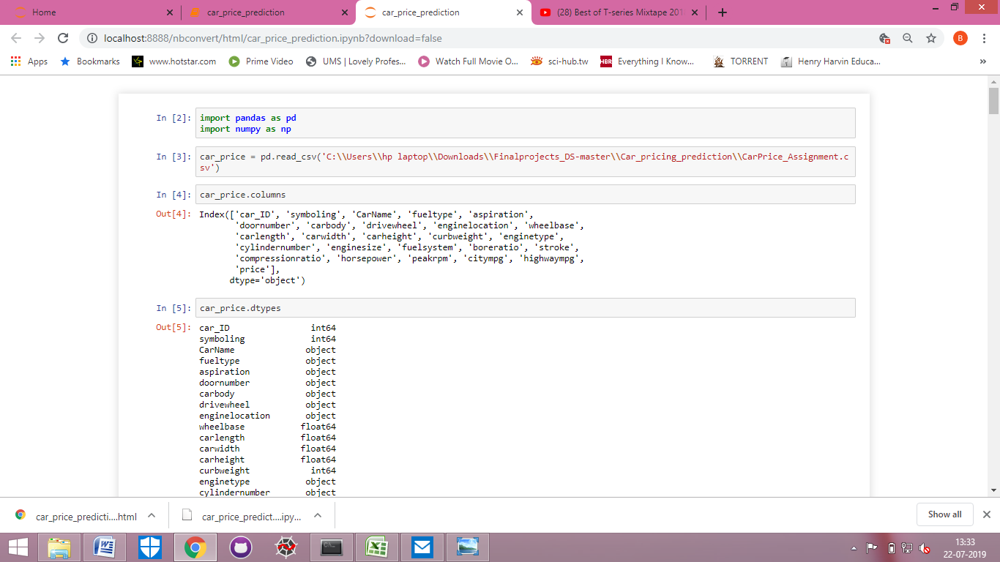 Home
car_price_prediction
car_price_prediction
(28) Best of T-series Mixtape 201
localhost:8888/nbconvert/html/car_price_prediction.ipynb?download=false
B
Apps
Bookmarks
www.hotstar.com
Prime Video
UMS | Lovely Profes...
Watch Full Movie O...
sci-hub.tw
HBR
Everything I Know...
TORRENT
Henry Harvin Educa...
»
In [2]:
import pandas as pd
import numpy as np
In [3]:
car_price = pd.read_csv('C:\\Users\\hp laptop\\Downloads\\Finalprojects_DS-master\\Car_pricing_prediction\\CarPrice_Assignment.c
sv')
In [4]:
car_price.columns
Out[4]:
Index(['car_ID', 'symboling', 'CarName', 'fueltype', 'aspiration',
'doornumber', 'carbody', 'drivewheel', 'enginelocation', 'wheelbase',
'carlength', 'carwidth', 'carheight', 'curbweight', 'enginetype',
'cylindernumber', 'enginesize', 'fuelsystem', 'boreratio', 'stroke',
'compressionratio', 'horsepower', 'peakrpm', 'citympg', 'highwaympg',
'price'],
dtype='object')
In [5]:
car_price.dtypes
Out[5]:
car_ID int64
symboling int64
CarName object
fueltype object
aspiration object
doornumber object
carbody object
drivewheel object
enginelocation object
wheelbase float64
carlength float64
carwidth float64
carheight float64
curbweight int64
enginetype object
cylindernumber object
car_price_predicti....html
car_price_predict....ipy...
Show all
13:33
22-07-2019